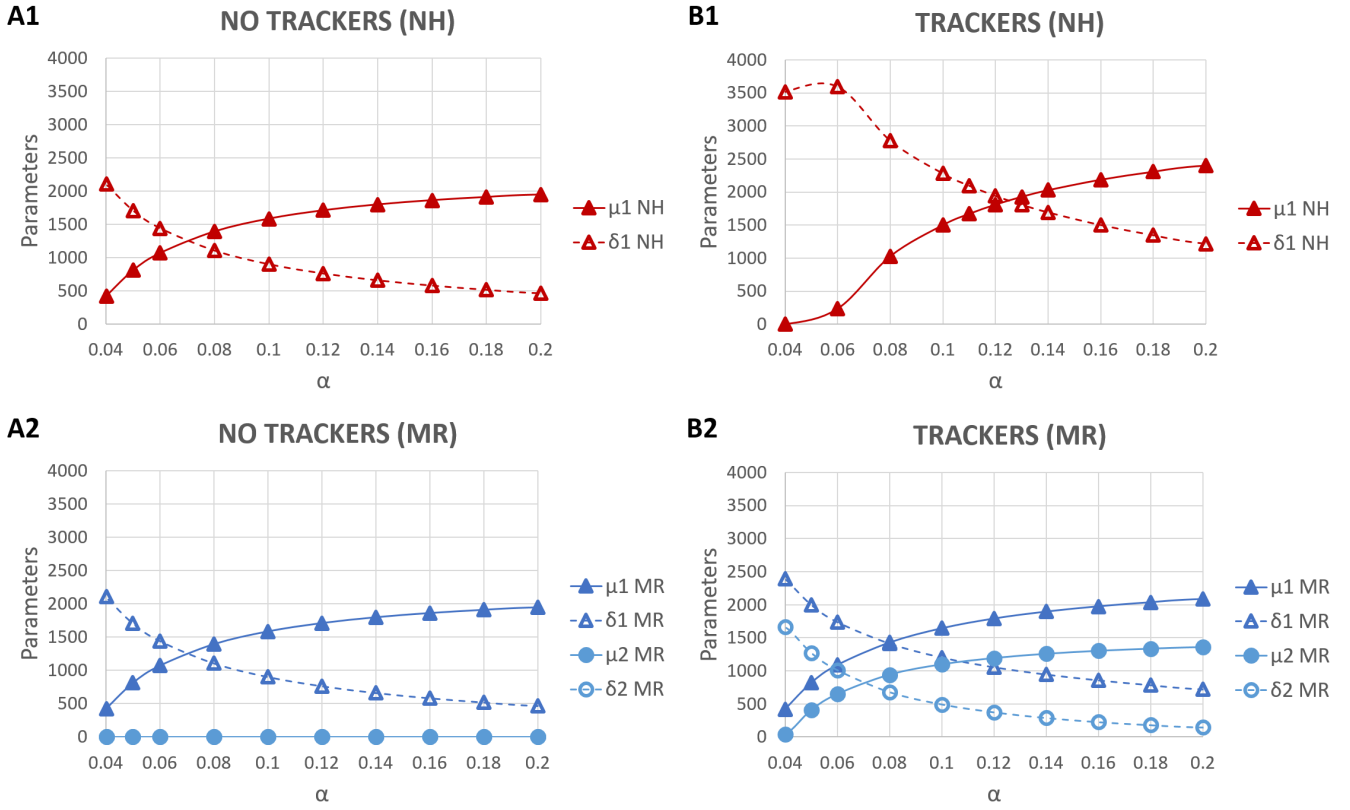 A1
NO TRACKERS (NH)
4000
3500
3000
2500
2000
1500
1000
500
0
Parameters
0.04 0.06 0.08 0.1 0.12 0.14 0.16 0.18 0.2
α
μ1 NH
δ1 NH
B1
TRACKERS (NH)
4000
3500
3000
2500
2000
1500
1000
500
0
Parameters
0.04 0.06 0.08 0.1 0.12 0.14 0.16 0.18 0.2
α
μ1 NH
δ1 NH
A2
NO TRACKERS (MR)
4000
3500
3000
2500
2000
1500
1000
500
0
Parameters
0.04 0.06 0.08 0.1 0.12 0.14 0.16 0.18 0.2
α
μ1 MR
δ1 MR
μ2 MR
δ2 MR
B2
TRACKERS (MR)
4000
3500
3000
2500
2000
1500
1000
500
0
Parameters
0.04 0.06 0.08 0.1 0.12 0.14 0.16 0.18 0.2
α
μ1 MR
δ1 MR
μ2 MR
δ2 MR